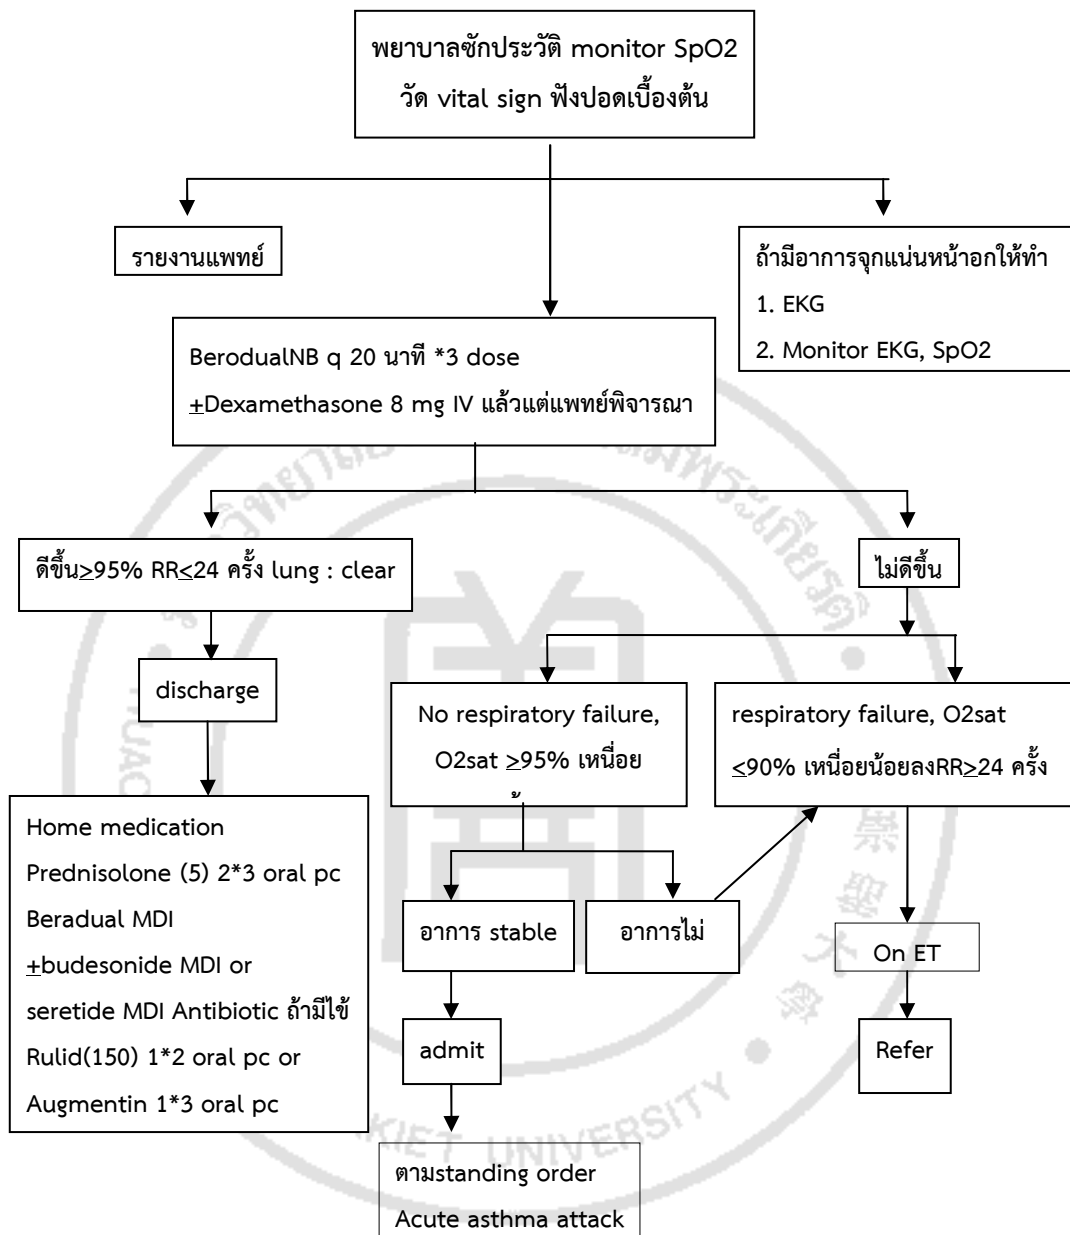 พยาบาลซักประวัติ monitor SpO2
วัด vital sign ฟังปอดเบื้องต้น
รายงานแพทย์
ถ้ามีอาการจุกแน่นหน้าอกให้ทำ
1. EKG
2. Monitor EKG, SpO2
BerodualNB q 20 นาที *3 dose
±Dexamethasone 8 mg IV แล้วแต่แพทย์พิจารณา
ดีขึ้น≥95% RR≤24 ครั้ง lung : clear
ไม่ดีขึ้น
discharge
No respiratory failure,
O2sat ≥95% เหนื่อย
respiratory failure, O2sat
≤90% เหนื่อยน้อยลงRR≥24 ครั้ง
Home medication
Prednisolone (5) 2*3 oral pc
Beradual MDI
±budesonide MDI or
seretide MDI Antibiotic ถ้ามีไข้
Rulid(150) 1*2 oral pc or
Augmentin 1*3 oral pc
อาการ stable
อาการไม่
On ET
admit
Refer
ตามstanding order
Acute asthma attack
UNIVERSITY